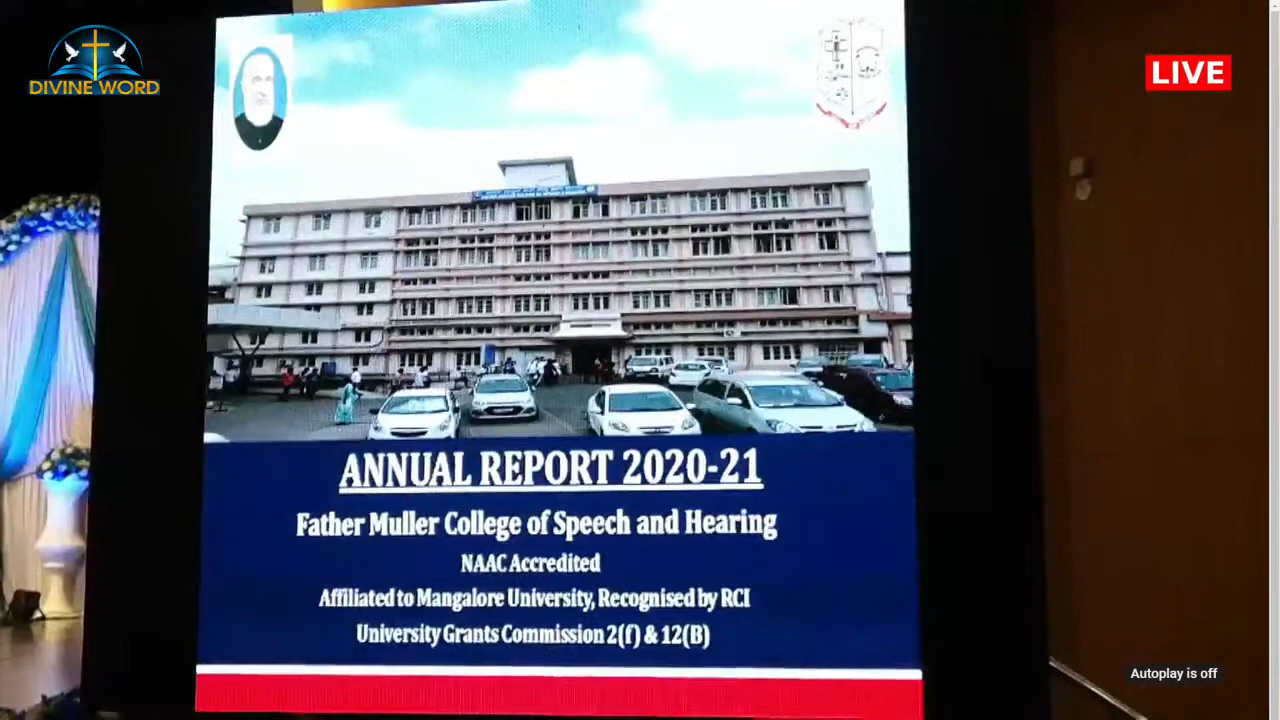 DIVINE WORD
LIVE
ANNUAL REPORT 2020-21
Father Muller College of Speech and Hearing
NAAC Accredited
Affiliated to Mangalore University, Recognised by RCI
University Grants Commission 2(f) & 12(B)
Autoplay is off